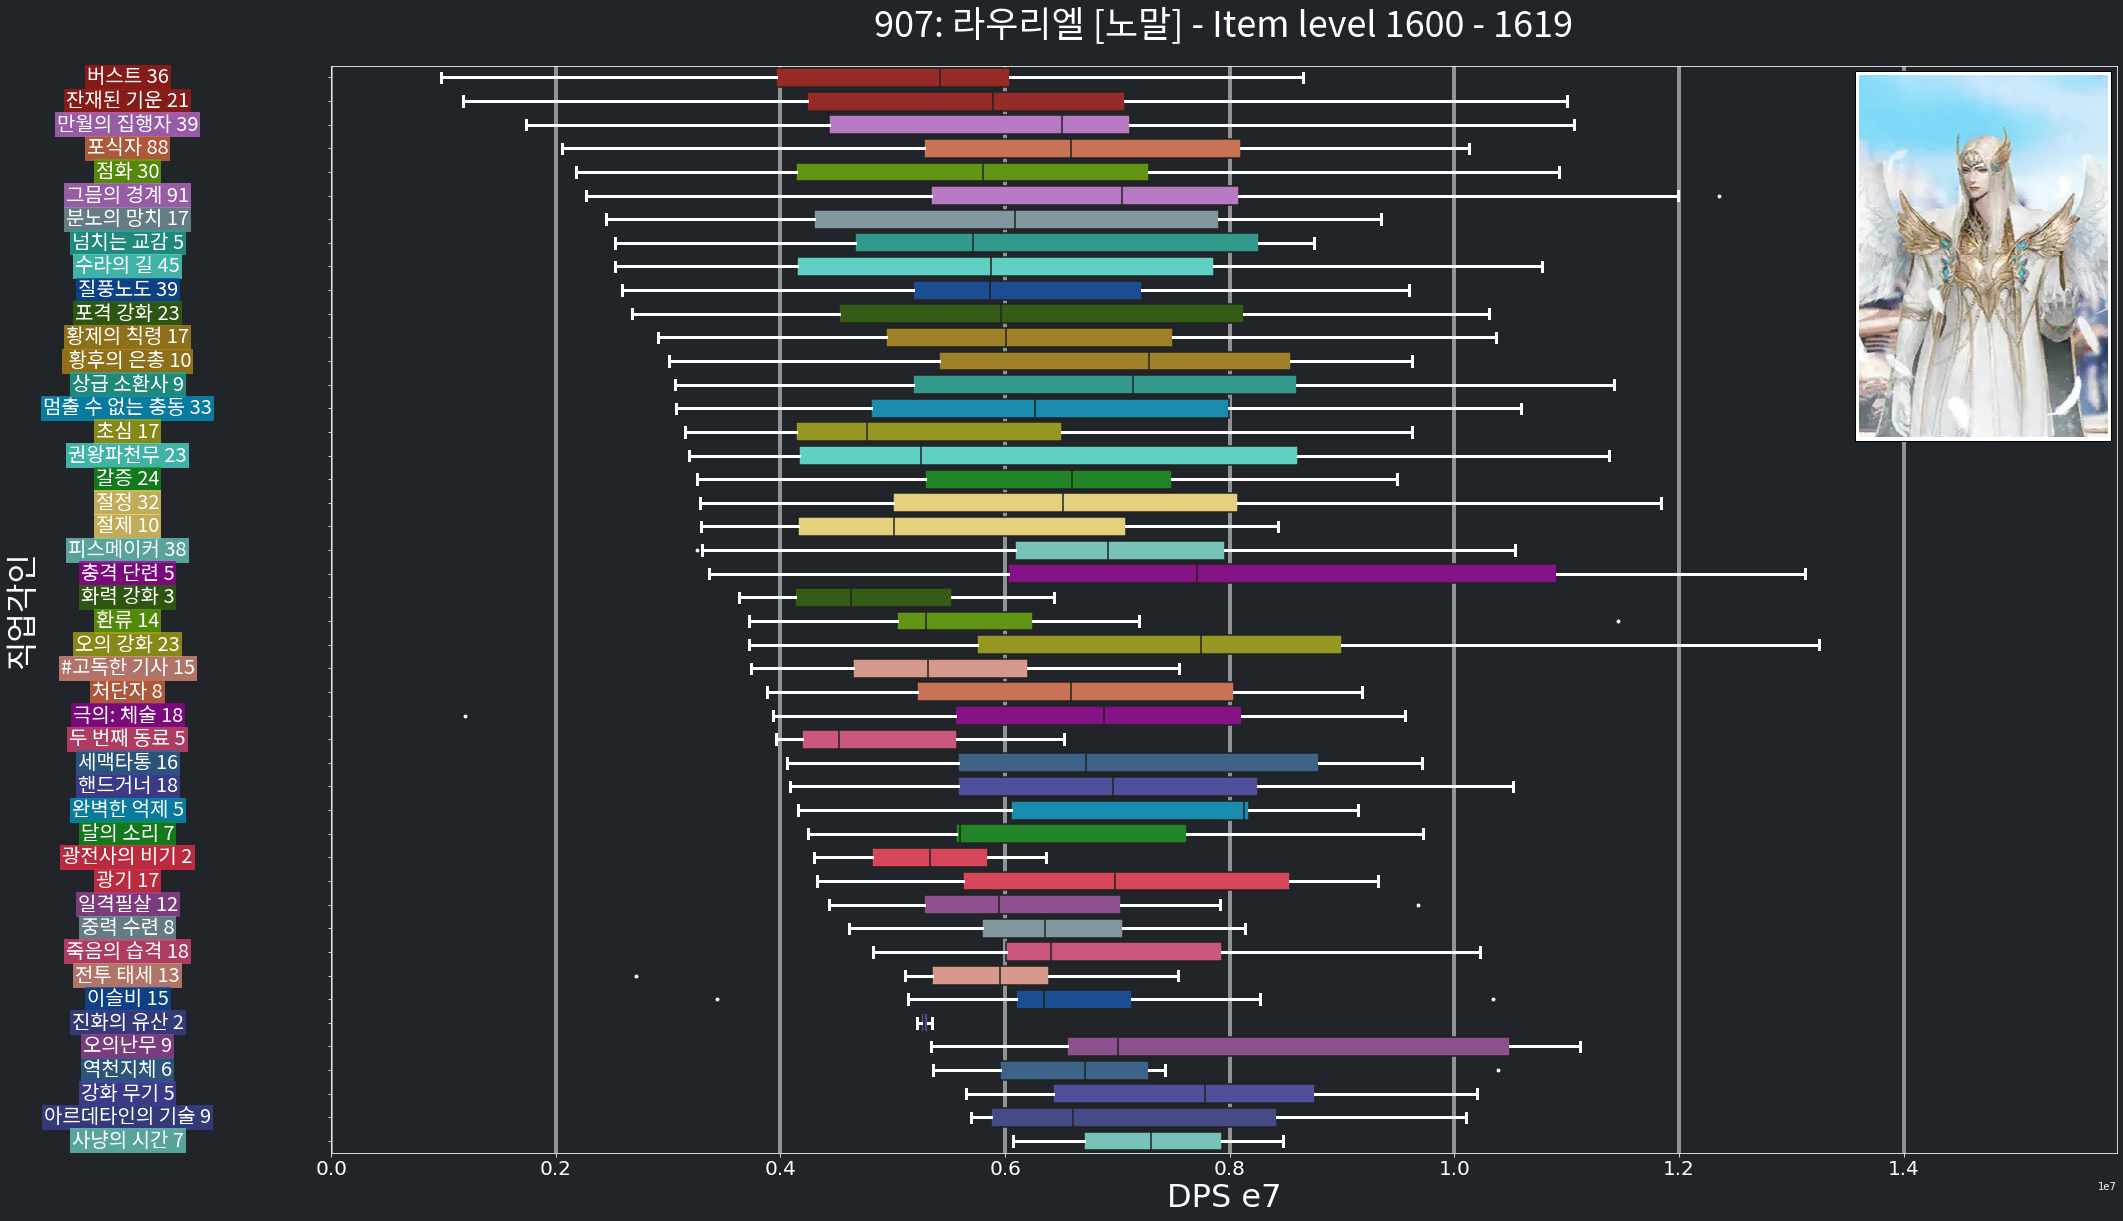 907: 라우리엘 [노말] - Item level 1600 - 1619
직업각인
버스트 36
잔재된 기운 21
만월의 집행자 39
포식자 88
점화 30
그믐의 경계 91
분노의 망치 17
넘치는 교감 5
수라의 길 45
질풍노도 39
포격 강화 23
황제의 칙령 17
황후의 은총 10
상급 소환사 9
멈출 수 없는 충동 33
초심 17
권왕파천무 23
갈증 24
절정 32
절제 10
피스메이커 38
충격 단련 5
화력 강화 3
환류 14
오의 강화 23
#고독한 기사 15
처단자 8
극의: 체술 18
두 번째 동료 5
세맥타통 16
핸드거너 18
완벽한 억제 5
달의 소리 7
광전사의 비기 2
광기 17
일격필살 12
중력 수련 8
죽음의 습격 18
전투 태세 13
이슬비 15
진화의 유산 2
오의난무 9
역천지체 6
강화 무기 5
아르데타인의 기술 9
사냥의 시간 7
0.0 0.2 0.4 0.6 0.8 1.0 1.2 1.4
1e7
DPS e7